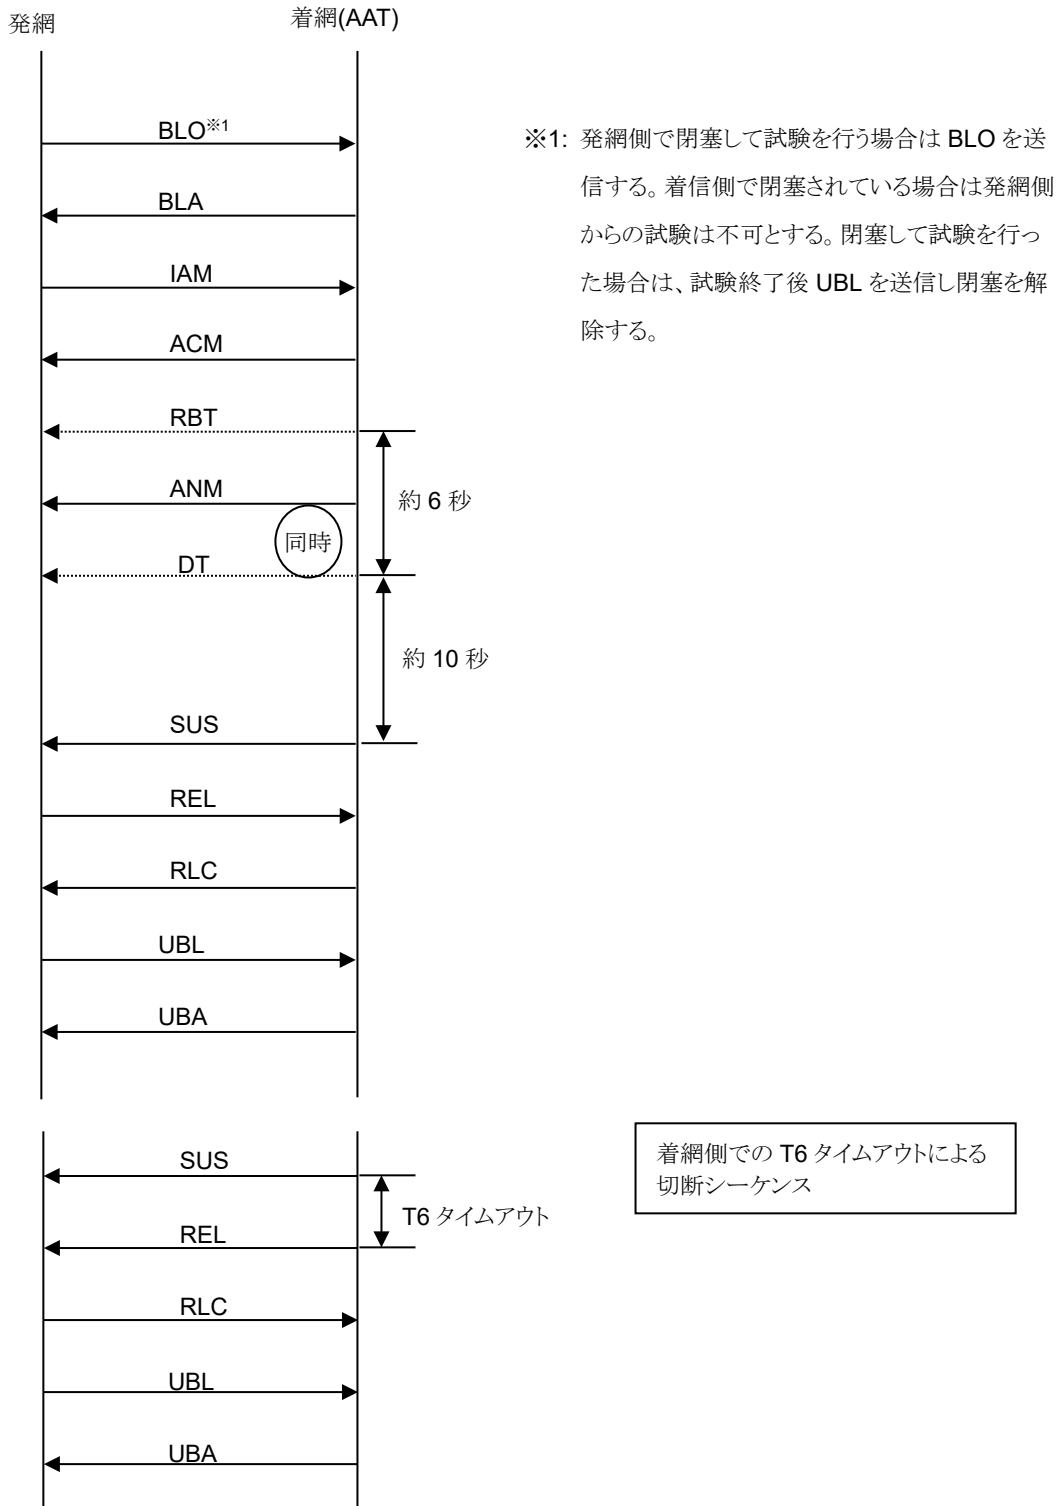 発網
着網(AAT)
BLO※1
※1: 発網側で閉塞して試験を行う場合は BLO を送
信する。着信側で閉塞されている場合は発網側
からの試験は不可とする。閉塞して試験を行っ
た場合は、試験終了後 UBL を送信し閉塞を解
除する。
BLA
IAM
ACM
RBT
ANM
約 6 秒
同時
DT
約 10 秒
SUS
REL
RLC
UBL
UBA
SUS
着網側での T6 タイムアウトによる
切断シーケンス
T6 タイムアウト
REL
RLC
UBL
UBA